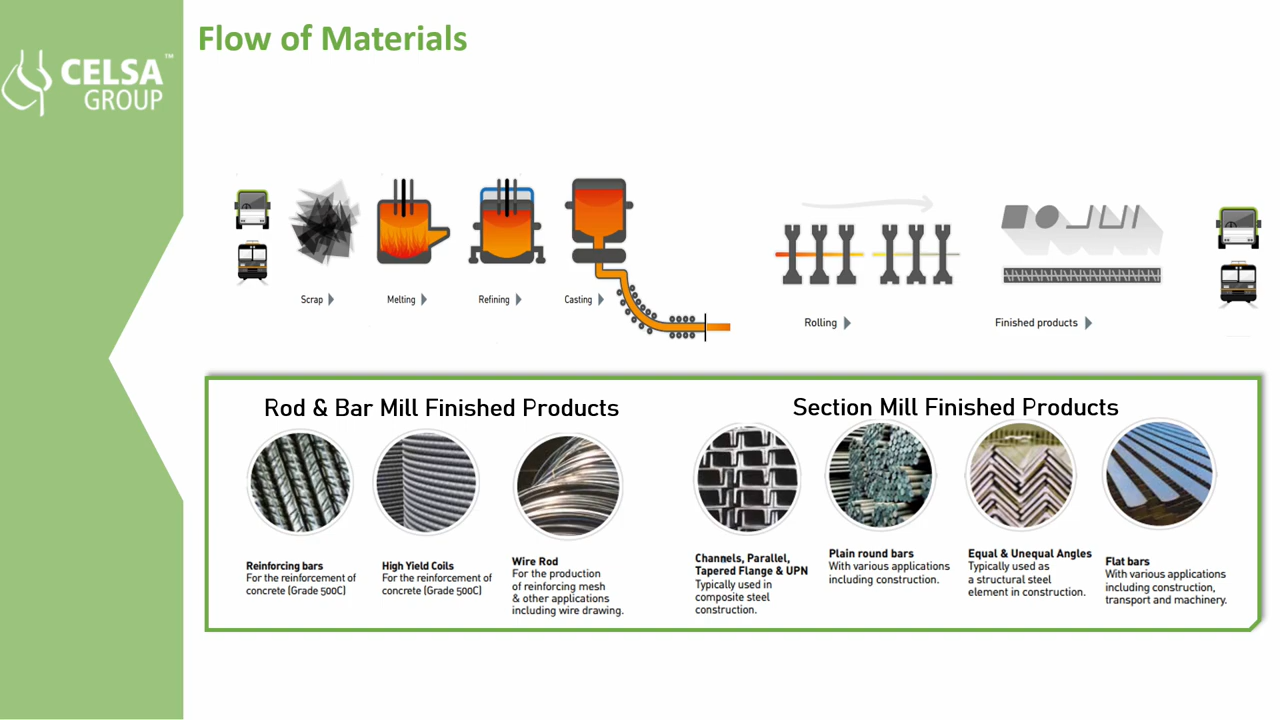 Flow of Materials
CELSA™
GROUP
Scrap
Melting
Refining
Casting
Rolling
Finished products
Rod & Bar Mill Finished Products
Reinforcing bars
For the reinforcement of
concrete (Grade 500C)
High Yield Coils
For the reinforcement of
concrete (Grade 500C)
Wire Rod
For the production
of reinforcing mesh
& other applications
including wire drawing.
Section Mill Finished Products
Channels, Parallel,
Tapered Flange & UPN
Typically used in
composite steel
construction.
Plain round bars
With various applications
including construction.
Equal & Unequal Angles
Typically used as
a structural steel
element in construction.
Flat bars
With various applications
including construction,
transport and machinery.